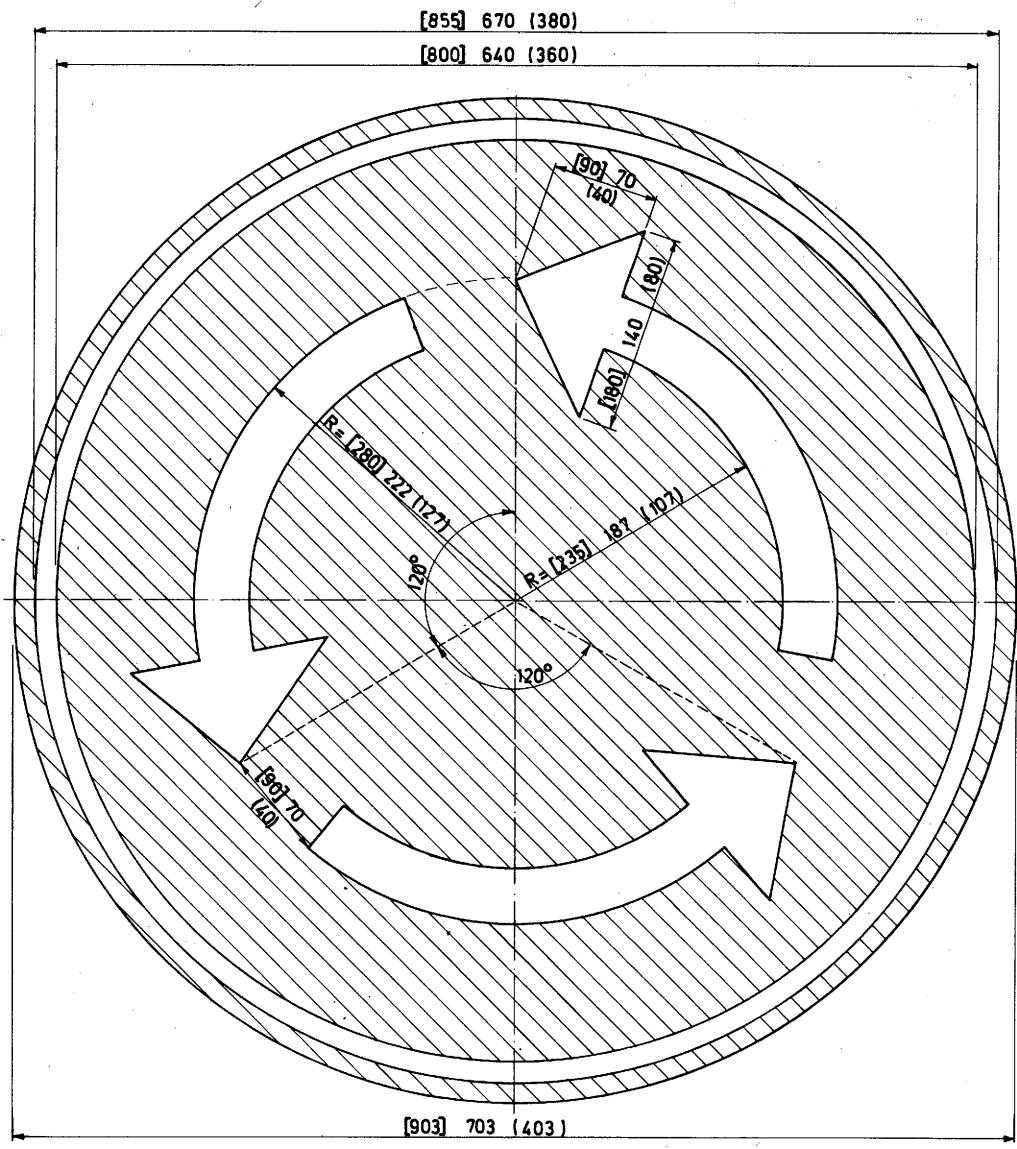 [855] 670 (380)
[800] 640 (360)
[90] 70
(40)
[180] 140 (80)
R = [280] 222 (127)
R = [235] 187 (107)
120°
120°
[90] 70
(40)
[903] 703 (403)